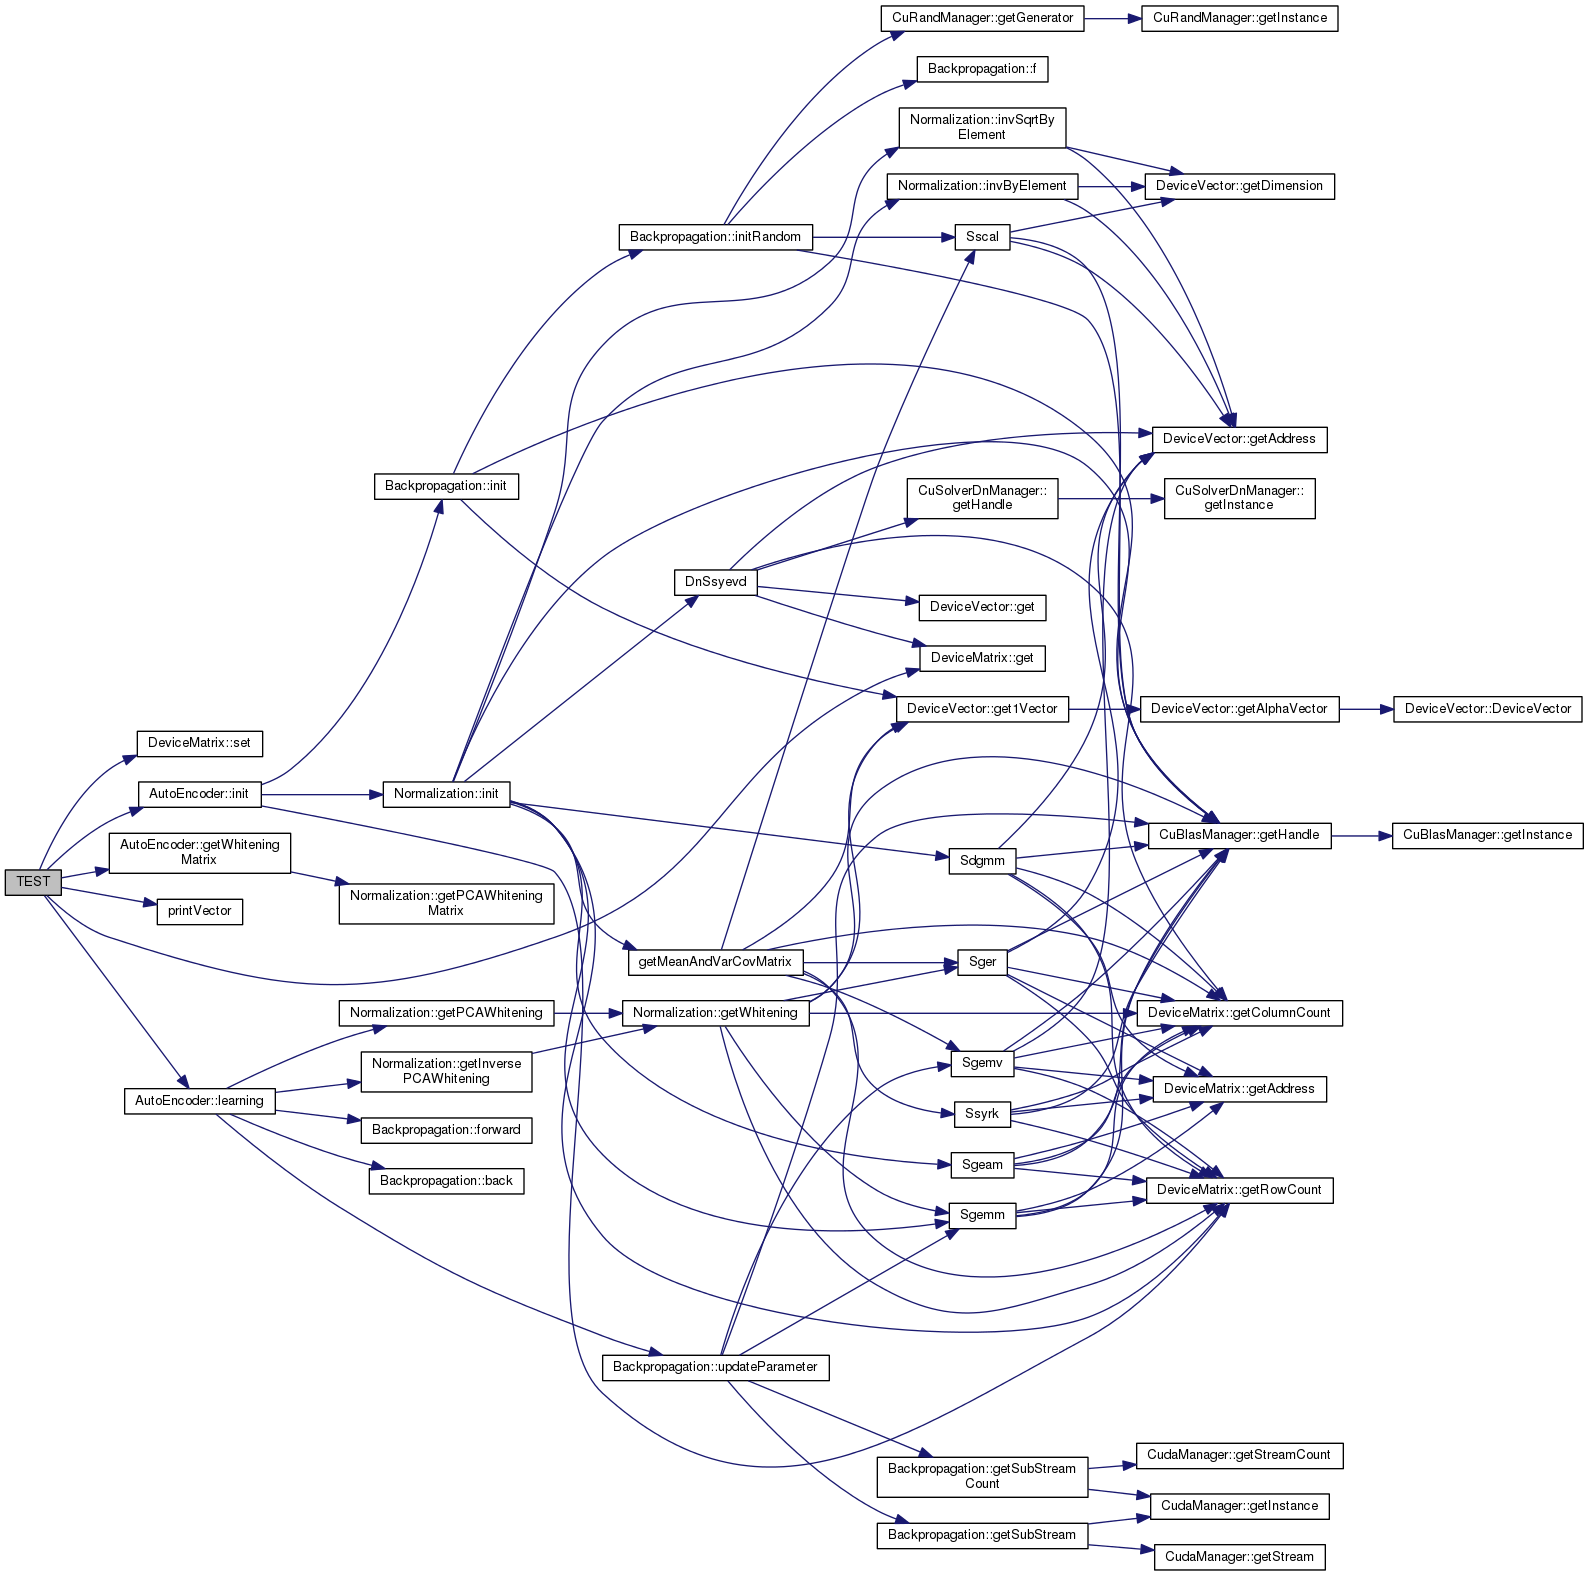 CuRandManager::getGenerator
CuRandManager::getInstance
Backpropagation::f
Normalization::invSqrtBy
Element
Normalization::invByElement
DeviceVector::getDimension
Backpropagation::initRandom
Sscal
DeviceVector::getAddress
Backpropagation::init
CuSolverDnManager::
getHandle
CuSolverDnManager::
getInstance
DnSsyevd
DeviceVector::get
DeviceMatrix::get
DeviceVector::get1Vector
DeviceVector::getAlphaVector
DeviceVector::DeviceVector
DeviceMatrix::set
AutoEncoder::init
Normalization::init
AutoEncoder::getWhitening
Matrix
CuBlasManager::getHandle
CuBlasManager::getInstance
Sdgmm
TEST
Normalization::getPCAWhitening
Matrix
printVector
getMeanAndVarCovMatrix
Sger
Normalization::getPCAWhitening
Normalization::getWhitening
DeviceMatrix::getColumnCount
Normalization::getInverse
PCAWhitening
Sgemv
DeviceMatrix::getAddress
AutoEncoder::learning
Ssyrk
Backpropagation::forward
Sgeam
Backpropagation::back
DeviceMatrix::getRowCount
Sgemm
Backpropagation::updateParameter
CudaManager::getStreamCount
Backpropagation::getSubStream
Count
CudaManager::getInstance
Backpropagation::getSubStream
CudaManager::getStream